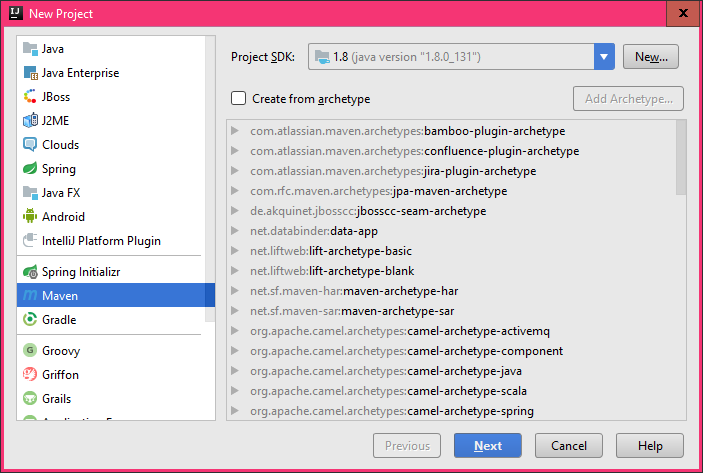 New Project
Java
Java Enterprise
JBoss
J2ME
Clouds
Spring
Java FX
Android
IntelliJ Platform Plugin
Spring Initializr
Maven
Gradle
Groovy
Griffon
Grails
Project SDK: 1.8 (java version "1.8.0_131") New...
Create from archetype Add Archetype...
com.atlassian.maven.archetypes:bamboo-plugin-archetype
com.atlassian.maven.archetypes:confluence-plugin-archetype
com.atlassian.maven.archetypes:jira-plugin-archetype
com.rfc.maven.archetypes:jpa-maven-archetype
de.akquinet.jbosscc:jbosscc-seam-archetype
net.databinder:data-app
net.liftweb:lift-archetype-basic
net.liftweb:lift-archetype-blank
net.sf.maven-har:maven-archetype-har
net.sf.maven-sar:maven-archetype-sar
org.apache.camel.archetypes:camel-archetype-activemq
org.apache.camel.archetypes:camel-archetype-component
org.apache.camel.archetypes:camel-archetype-java
org.apache.camel.archetypes:camel-archetype-scala
org.apache.camel.archetypes:camel-archetype-spring
Previous Next Cancel Help